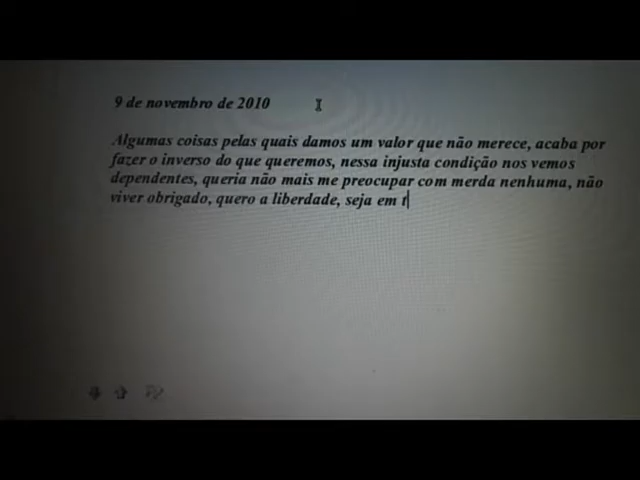 9 de novembro de 2010
Algumas coisas pelas quais damos um valor que não merece, acaba por
fazer o inverso do que queremos, nessa injusta condição nos vemos
dependentes, queria não mais me preocupar com merda nenhuma, não
viver obrigado, quero a liberdade, seja em t